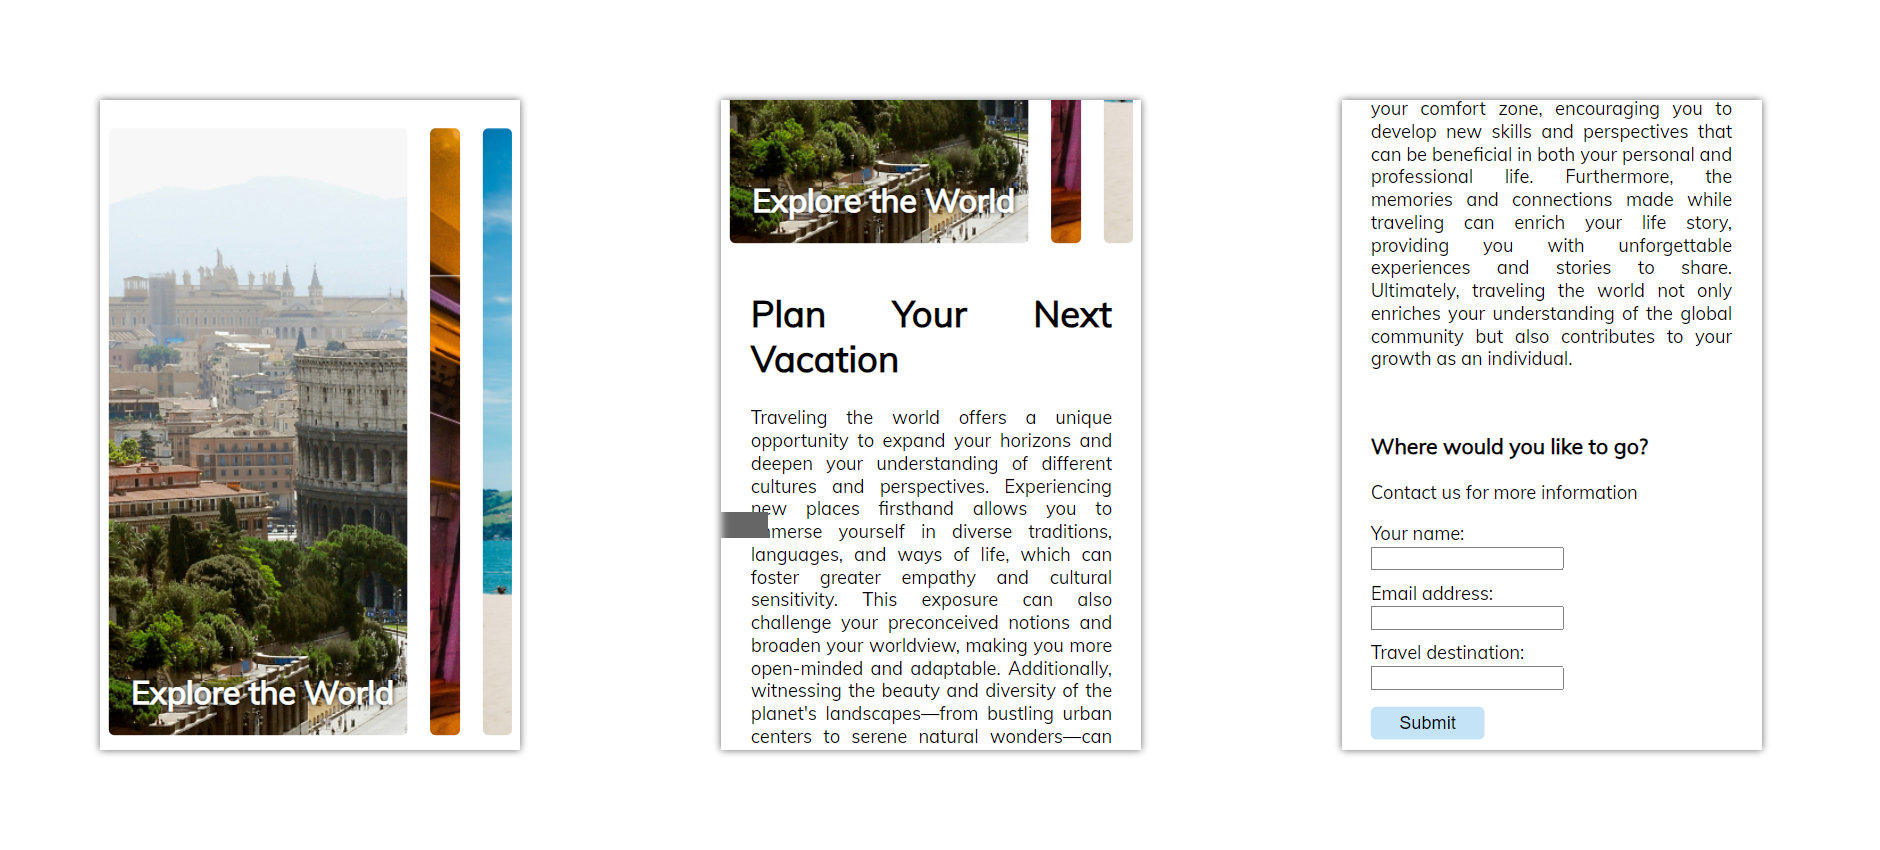 Explore the World
Explore the World
Plan Your Next
Vacation
Traveling the world offers a unique
opportunity to expand your horizons and
deepen your understanding of different
cultures and perspectives. Experiencing
new places firsthand allows you to
immerse yourself in diverse traditions,
languages, and ways of life, which can
foster greater empathy and cultural
sensitivity. This exposure can also
challenge your preconceived notions and
broaden your worldview, making you more
open-minded and adaptable. Additionally,
witnessing the beauty and diversity of the
planet's landscapes—from bustling urban
centers to serene natural wonders—can
your comfort zone, encouraging you to
develop new skills and perspectives that
can be beneficial in both your personal and
professional life. Furthermore, the
memories and connections made while
traveling can enrich your life story,
providing you with unforgettable
experiences and stories to share.
Ultimately, traveling the world not only
enriches your understanding of the global
community but also contributes to your
growth as an individual.
Where would you like to go?
Contact us for more information
Your name:
Email address:
Travel destination:
Submit